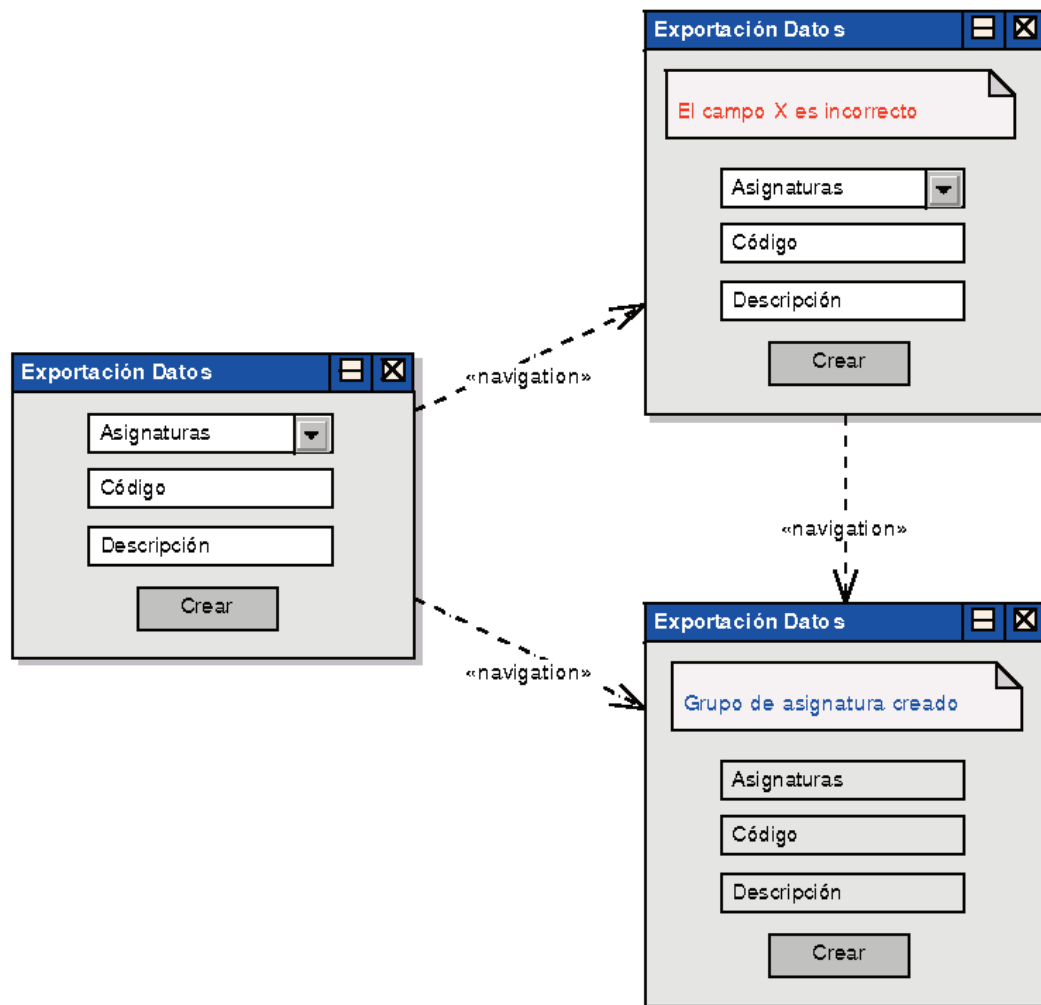 Exportación Datos
El campo X es incorrecto
Asignaturas
Código
Descripción
Crear
«navigation»
Exportación Datos
Asignaturas
Código
Descripción
Crear
«navigation»
«navigation»
Exportación Datos
Grupo de asignatura creado
Asignaturas
Código
Descripción
Crear